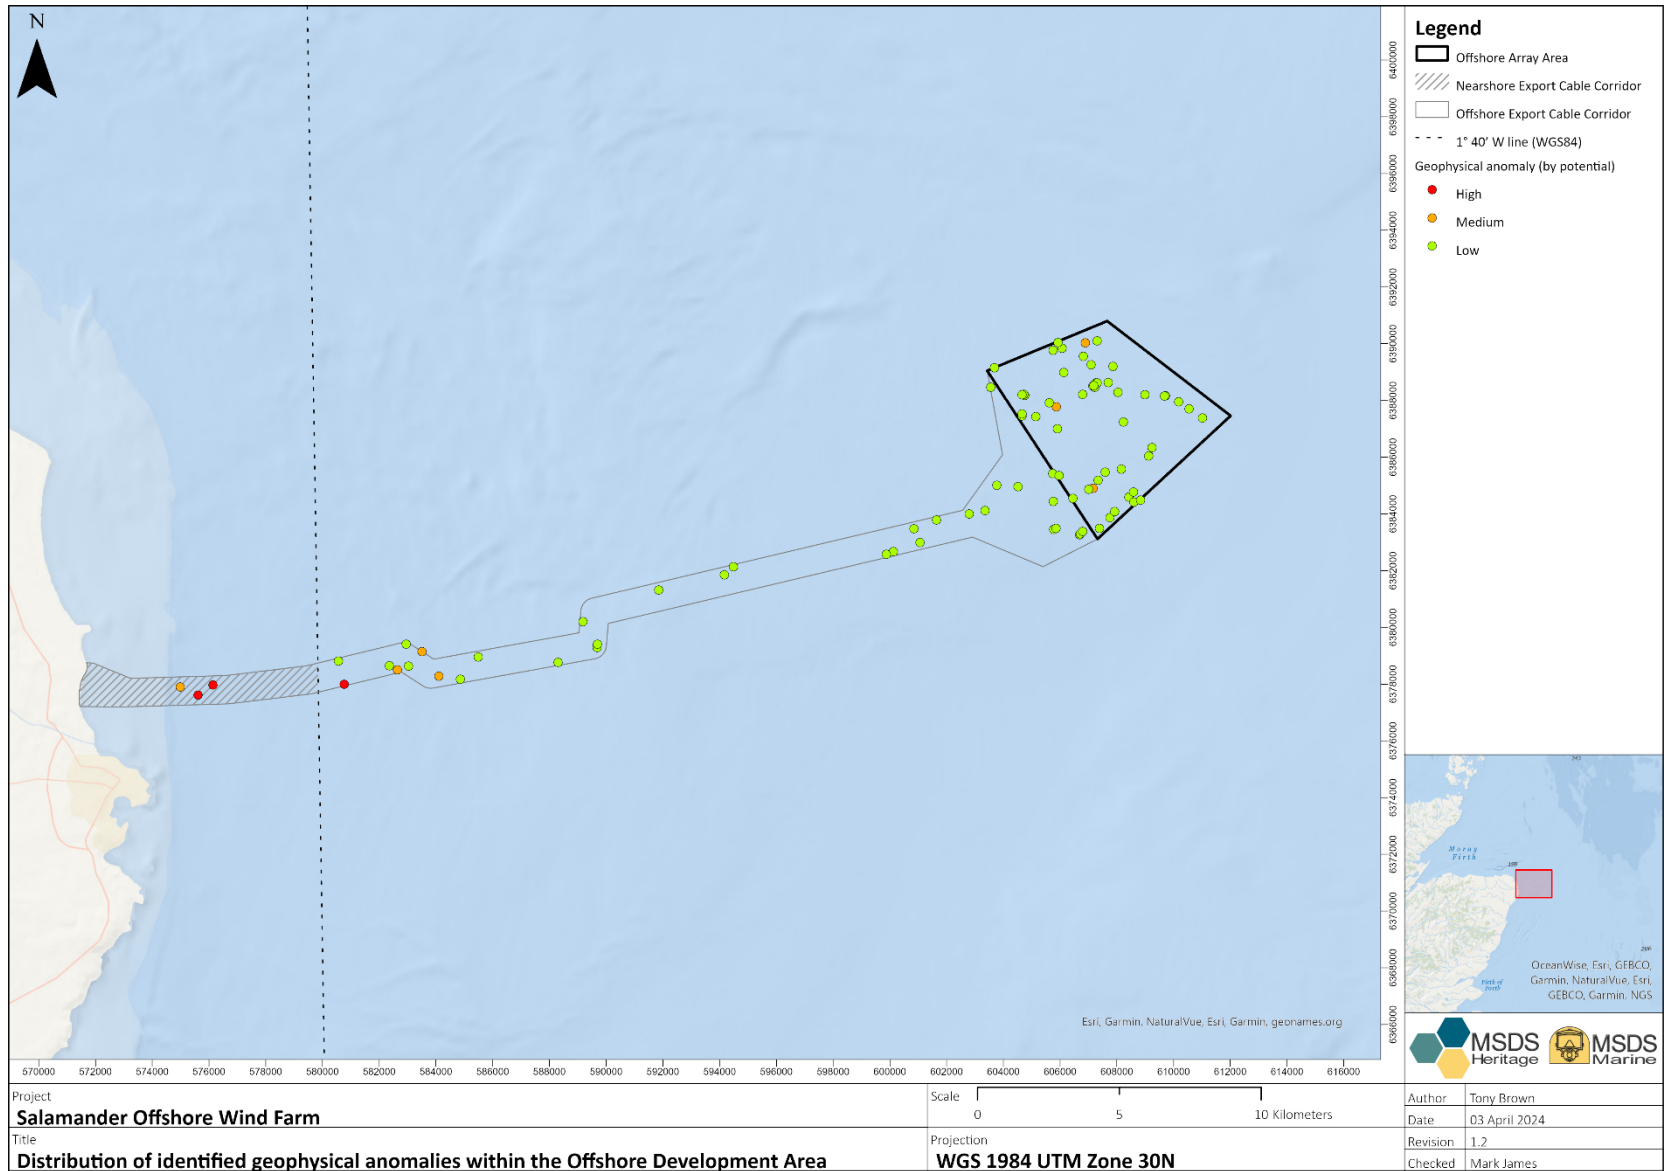 N
Legend
Offshore Array Area
Nearshore Export Cable Corridor
Offshore Export Cable Corridor
1° 40' W line (WGS84)
Geophysical anomaly (by potential)
High
Medium
Low
6400000
6398000
6396000
6394000
6392000
6390000
6388000
6386000
6384000
6382000
6380000
6378000
6376000
6374000
6372000
6370000
6368000
6366000
570000 572000 574000 576000 578000 580000 582000 584000 586000 588000 590000 592000 594000 596000 598000 600000 602000 604000 606000 608000 610000 612000 614000 616000
Esri, Garmin, NaturalVue, Esri, Garmin, geonames.org
Moray
Firth
Firth of
Forth
OceanWise, Esri, GEBCO,
Garmin, NaturalVue, Esri,
GEBCO, Garmin, NGS
MSDS
Heritage
MSDS
Marine
Project
Salamander Offshore Wind Farm
Title
Distribution of identified geophysical anomalies within the Offshore Development Area
Scale
0 5 10 Kilometers
Projection
WGS 1984 UTM Zone 30N
Author Tony Brown
Date 03 April 2024
Revision 1.2
Checked Mark James